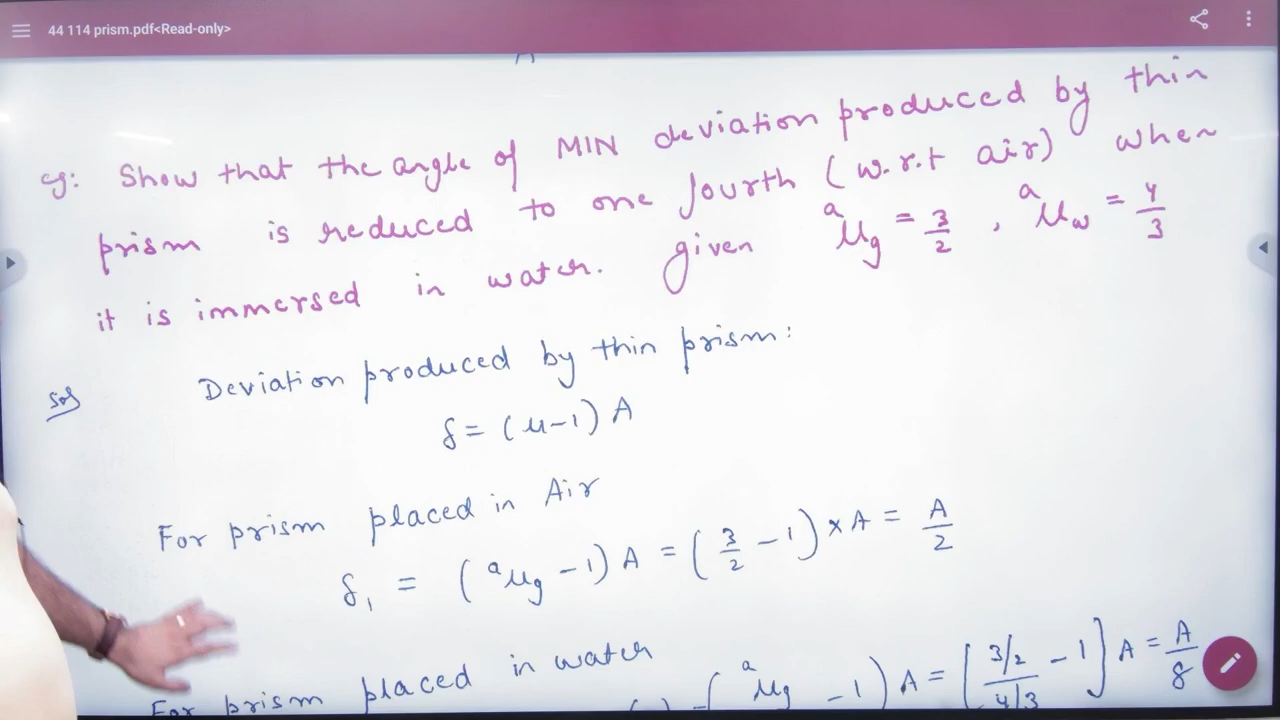 44 114 prism.pdf<Read-only>
eg: Show that the angle of MIN deviation produced by thin
prism is reduced to one fourth (w.r.t air) when
it is immersed in water. given ᵃμg = 3/2 , ᵃμw = 4/3
Sol Deviation produced by thin prism:
δ = (μ-1) A
For prism placed in Air
δ₁ = (ᵃμg - 1) A = (3/2 - 1) × A = A/2
For prism placed in water
(ᵃμg - 1) A = [3/2 / 4/3 - 1] A = A/8